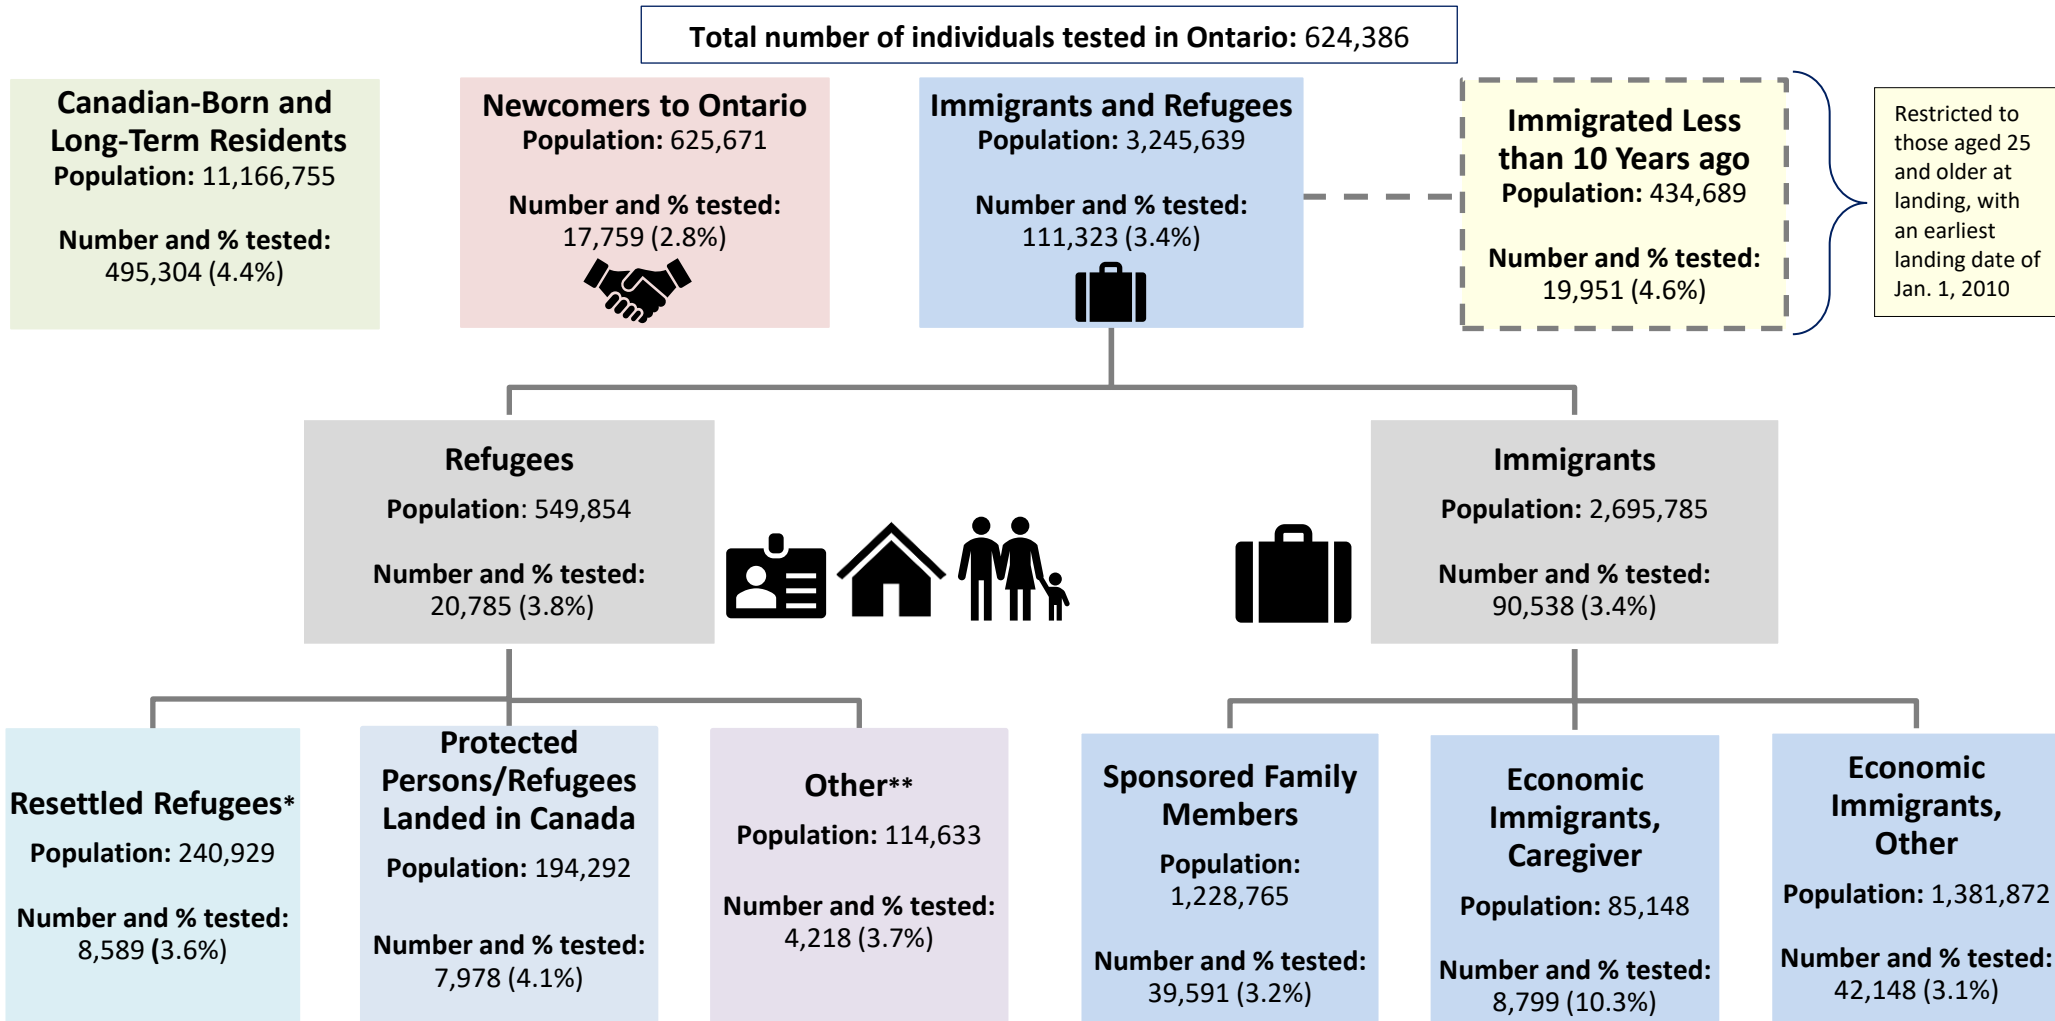 Total number of individuals tested in Ontario: 624,386
Canadian-Born and
Long-Term Residents
Population: 11,166,755
Number and % tested:
495,304 (4.4%)
Newcomers to Ontario
Population: 625,671
Number and % tested:
17,759 (2.8%)
Immigrants and Refugees
Population: 3,245,639
Number and % tested:
111,323 (3.4%)
Immigrated Less
than 10 Years ago
Population: 434,689
Number and % tested:
19,951 (4.6%)
Restricted to
those aged 25
and older at
landing, with
an earliest
landing date of
Jan. 1, 2010
Refugees
Population: 549,854
Number and % tested:
20,785 (3.8%)
Immigrants
Population: 2,695,785
Number and % tested:
90,538 (3.4%)
Resettled Refugees*
Population: 240,929
Number and % tested:
8,589 (3.6%)
Protected
Persons/Refugees
Landed in Canada
Population: 194,292
Number and % tested:
7,978 (4.1%)
Other**
Population: 114,633
Number and % tested:
4,218 (3.7%)
Sponsored Family
Members
Population:
1,228,765
Number and % tested:
39,591 (3.2%)
Economic
Immigrants,
Caregiver
Population: 85,148
Number and % tested:
8,799 (10.3%)
Economic
Immigrants,
Other
Population: 1,381,872
Number and % tested:
42,148 (3.1%)